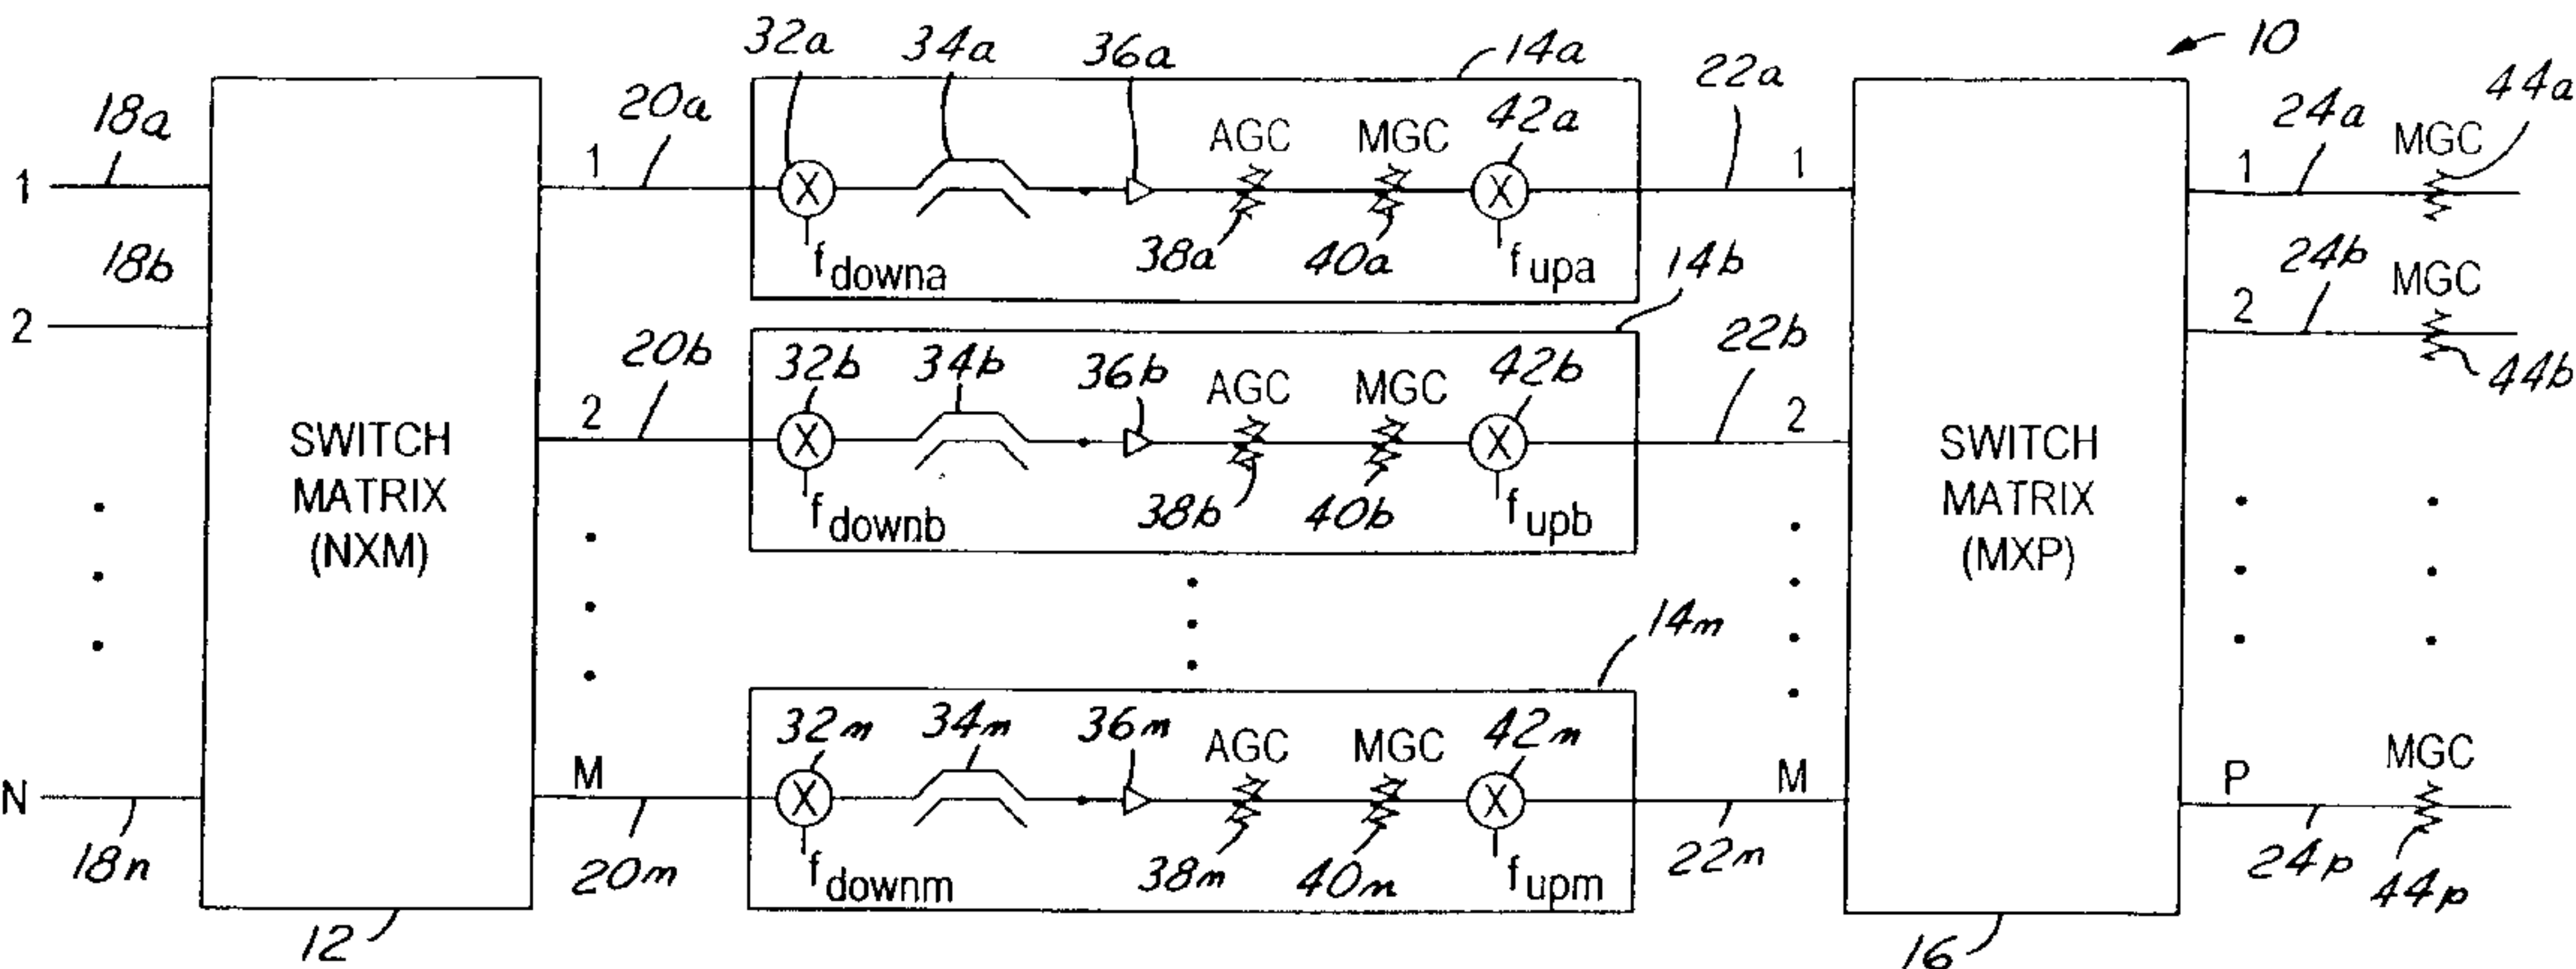 10
32a 34a 36a 14a
18a 20a 22a 24a 44a
AGC MGC 42a MGC
1 1 1 1
38a 40a
f downa f upa
18b 14b 24b MGC
2 2
44b
20b 32b 34b 36b AGC MGC 42b 22b
2 2
38b 40b
f downb f upb
SWITCH
MATRIX
(NXM)
SWITCH
MATRIX
(MXP)
14m
32m 34m 36m AGC MGC 42m MGC
N M M P
18n 20m 38m 40m 22m 24p 44p
f downm f upm
12 16